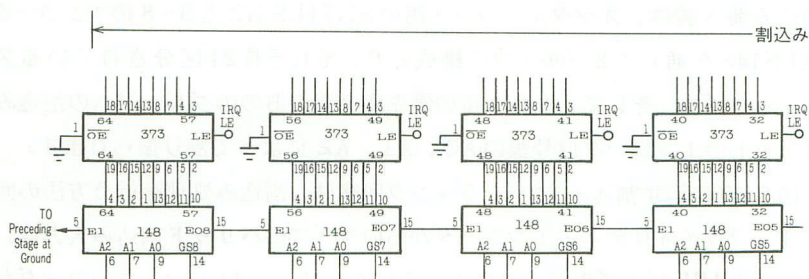 割込み
18 17 14 13 8 7 4 3 18 17 14 13 8 7 4 3 18 17 14 13 8 7 4 3 18 17 14 13 8 7 4 3
IRQ IRQ IRQ IRQ
64 57 LE 56 49 LE 48 41 LE 40 32 LE
1 OE 373 LE 1 OE 373 LE 1 OE 373 LE 1 OE 373 LE
64 57 56 49 48 41 40 32
19 16 15 12 9 6 5 2 19 16 15 12 9 6 5 2 19 16 15 12 9 6 5 2 19 16 15 12 9 6 5 2
4 3 2 1 13 12 11 10 4 3 2 1 13 12 11 10 4 3 2 1 13 12 11 10 4 3 2 1 13 12 11 10
TO
Preceding
Stage at
Ground
64 57 56 49 48 41 40 32
5 E1 148 E08 15 5 E1 148 E07 15 5 E1 148 E06 15 5 E1 148 E05 15
A2 A1 A0 GS8 A2 A1 A0 GS7 A2 A1 A0 GS6 A2 A1 A0 GS5
6 7 9 14 6 7 9 14 6 7 9 14 6 7 9 14